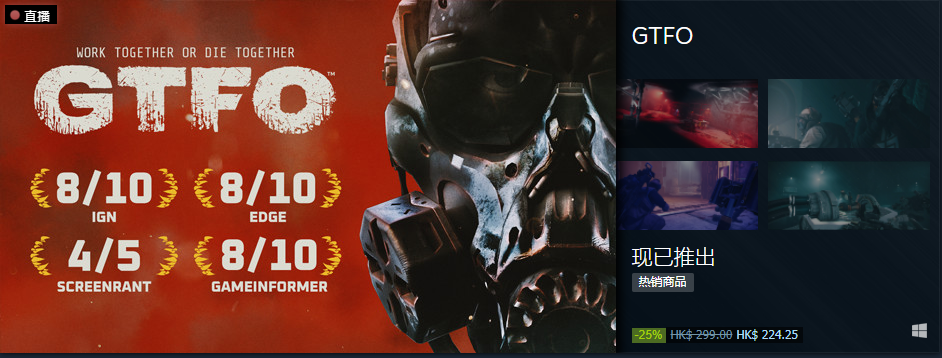 直播
WORK TOGETHER OR DIE TOGETHER
GTFO™
8/10 8/10
IGN EDGE
4/5 8/10
SCREENRANT GAMEINFORMER
GTFO
现已推出
热销商品
-25% HK$ 299.00 HK$ 224.25